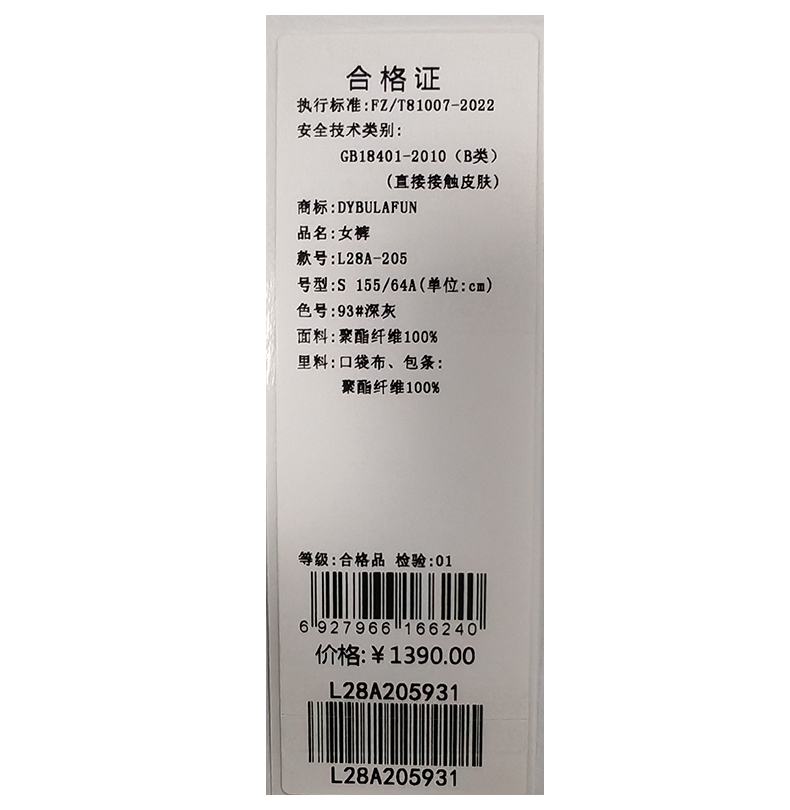 合格证
执行标准:FZ/T81007-2022
安全技术类别:
GB18401-2010（B类）
(直接接触皮肤)
商标:DYBULAFUN
品名:女裤
款号:L28A-205
号型:S 155/64A(单位:cm)
色号:93#深灰
面料:聚酯纤维100%
里料:口袋布、包条:
聚酯纤维100%
等级:合格品 检验:01
6 927966 166240
价格:￥1390.00
L28A205931
L28A205931